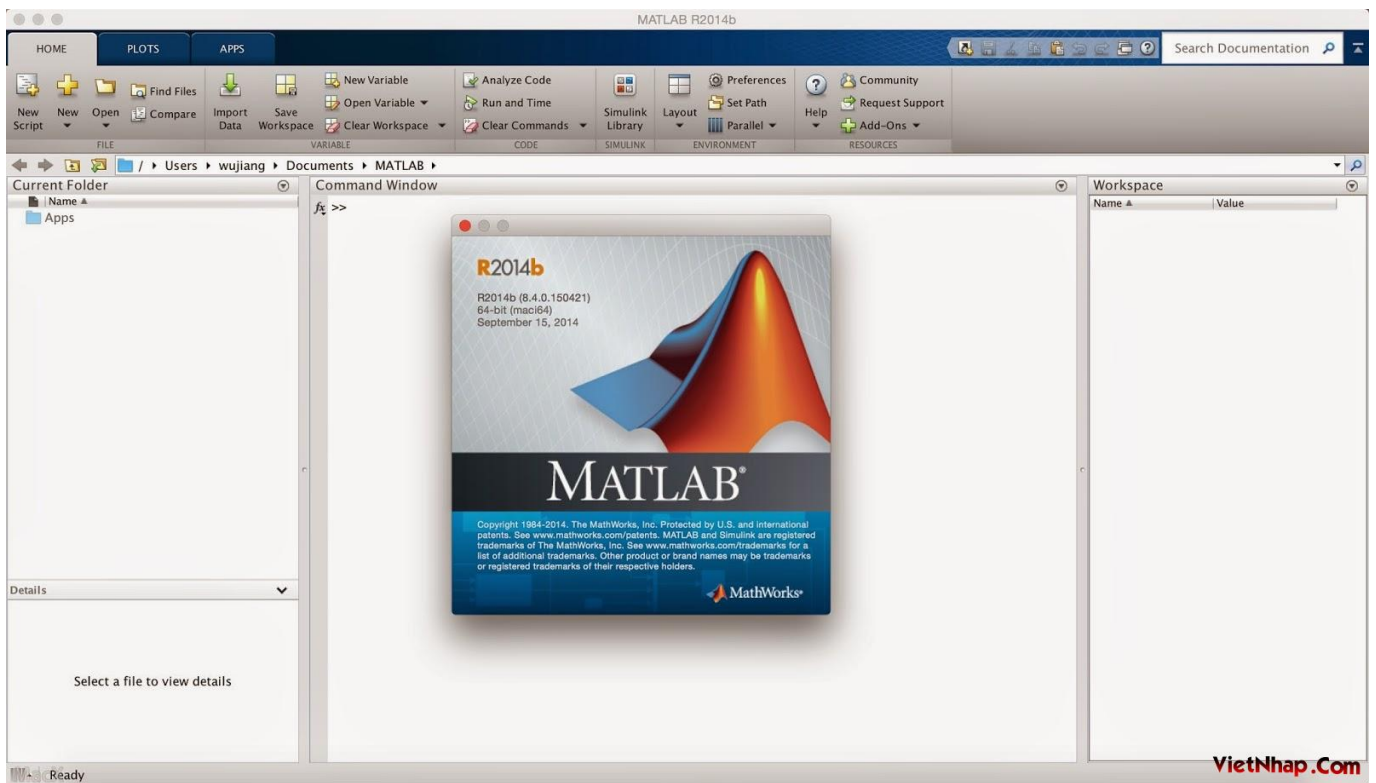 MATLAB R2014b
HOME
PLOTS
APPS
Search Documentation
New Script
New
Open
Find Files
Compare
FILE
Import Data
Save Workspace
New Variable
Open Variable
Clear Workspace
VARIABLE
Analyze Code
Run and Time
Clear Commands
CODE
Simulink Library
SIMULINK
Layout
Preferences
Set Path
Parallel
ENVIRONMENT
Help
Community
Request Support
Add-Ons
RESOURCES
/ Users wujiang Documents MATLAB
Current Folder
Name
Apps
Command Window
fx >>
Workspace
Name Value
R2014b
R2014b (8.4.0.150421)
64-bit (maci64)
September 15, 2014
MATLAB®
Copyright 1984-2014. The MathWorks, Inc. Protected by U.S. and international
patents. See www.mathworks.com/patents. MATLAB and Simulink are registered
trademarks of The MathWorks, Inc. See www.mathworks.com/trademarks for a
list of additional trademarks. Other product or brand names may be trademarks
or registered trademarks of their respective holders.
MathWorks®
Details
Select a file to view details
Ready
VietNhap.Com